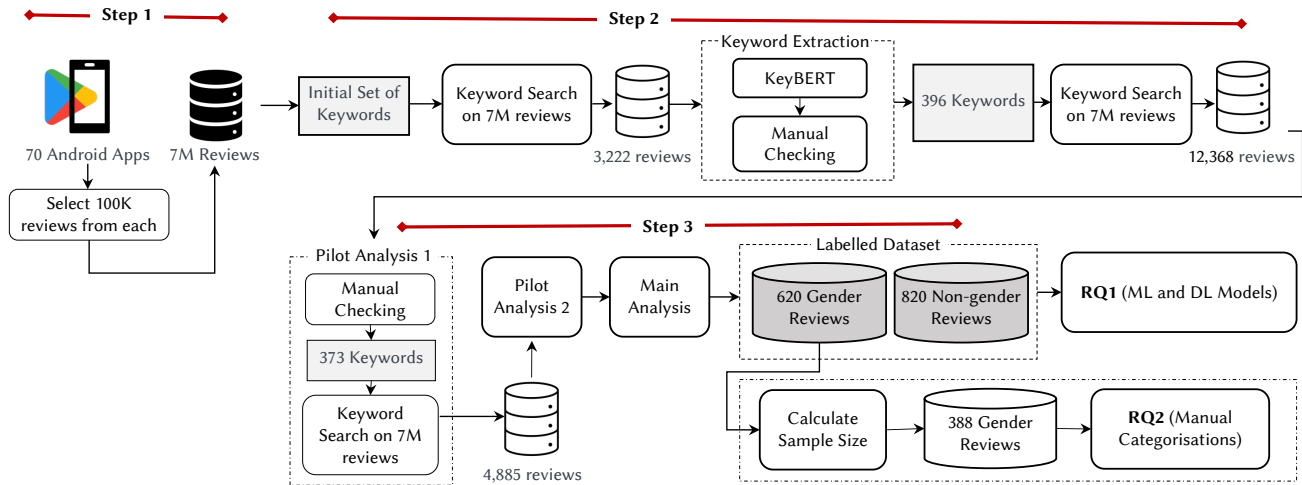 Step 1
70 Android Apps
7M Reviews
Select 100K
reviews from each
Step 2
Initial Set of
Keywords
Keyword Search
on 7M reviews
3,222 reviews
Keyword Extraction
KeyBERT
Manual
Checking
396 Keywords
Keyword Search
on 7M reviews
12,368 reviews
Step 3
Pilot Analysis 1
Manual
Checking
373 Keywords
Keyword
Search on 7M
reviews
4,885 reviews
Pilot
Analysis 2
Main
Analysis
Labelled Dataset
620 Gender
Reviews
820 Non-gender
Reviews
RQ1 (ML and DL Models)
Calculate
Sample Size
388 Gender
Reviews
RQ2 (Manual
Categorisations)